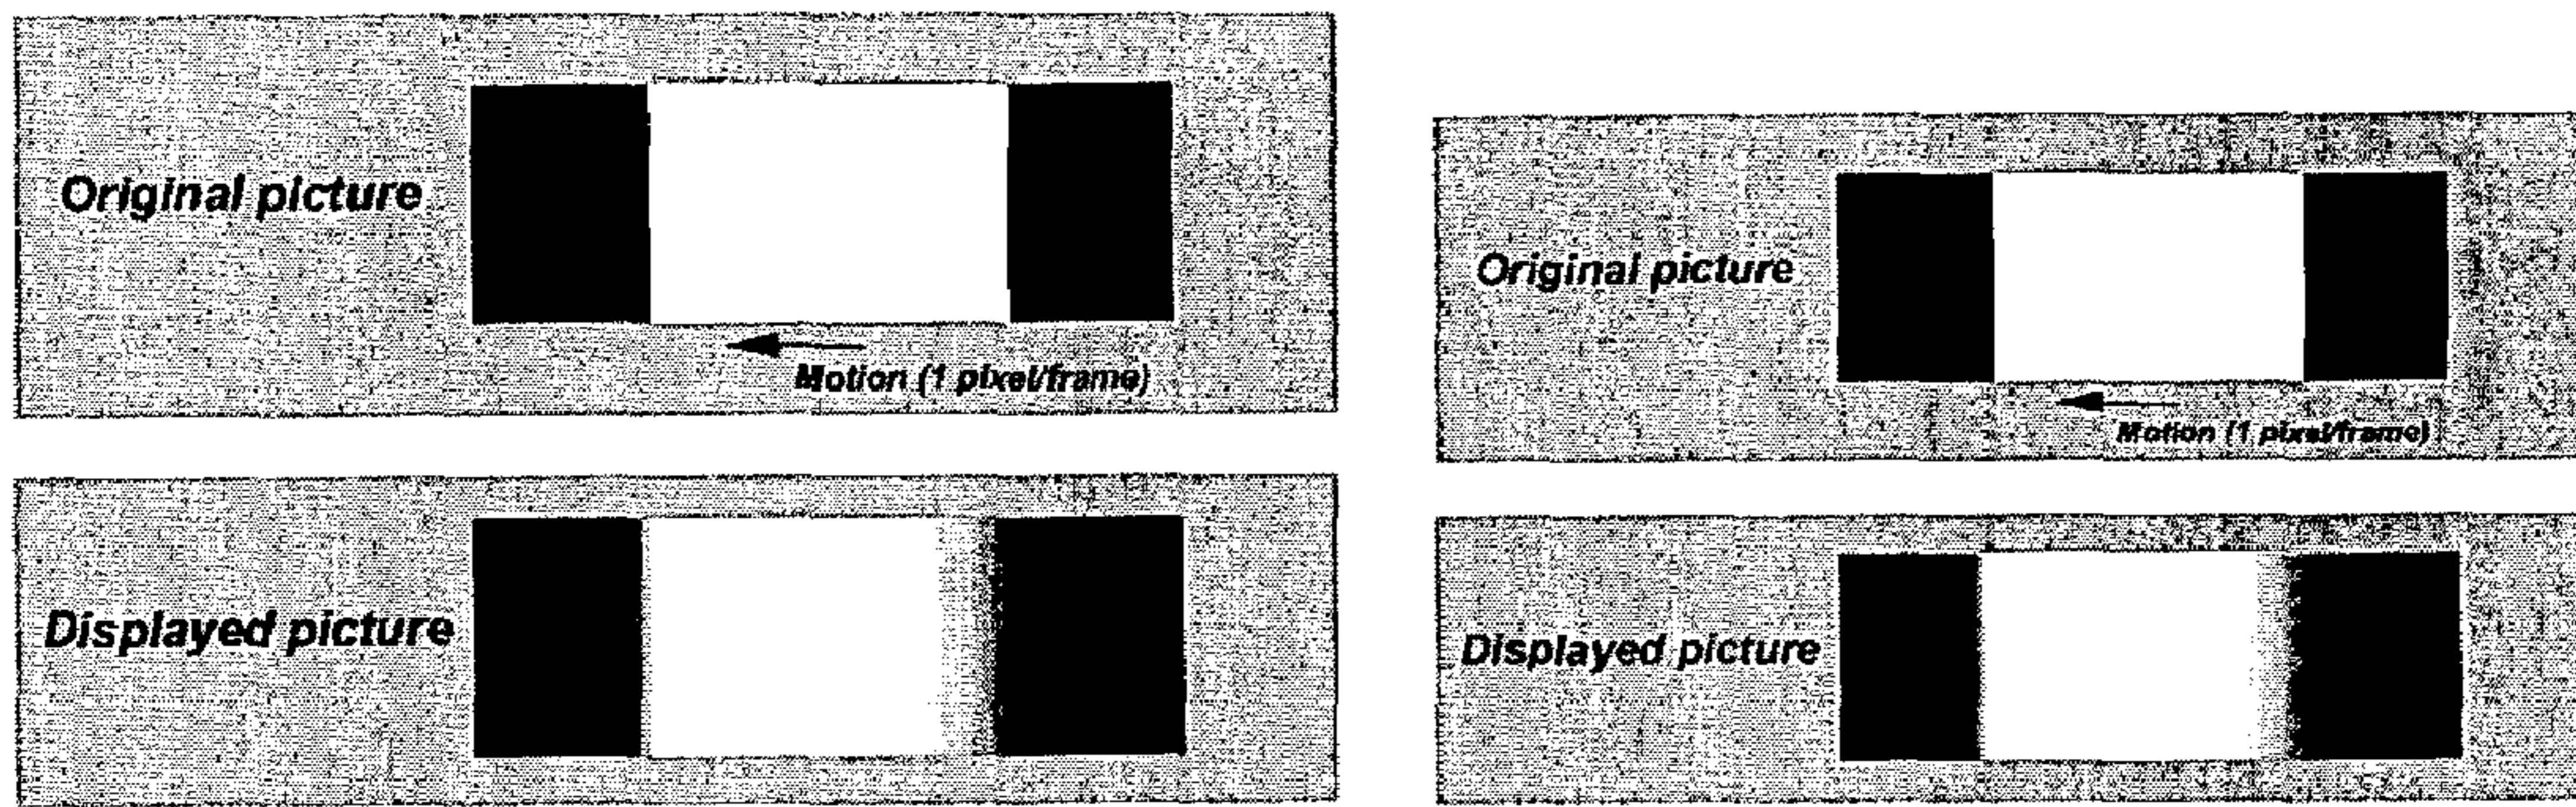 Original picture
Motion (1 pixel/frame)
Displayed picture
Original picture
Motion (1 pixel/frame)
Displayed picture